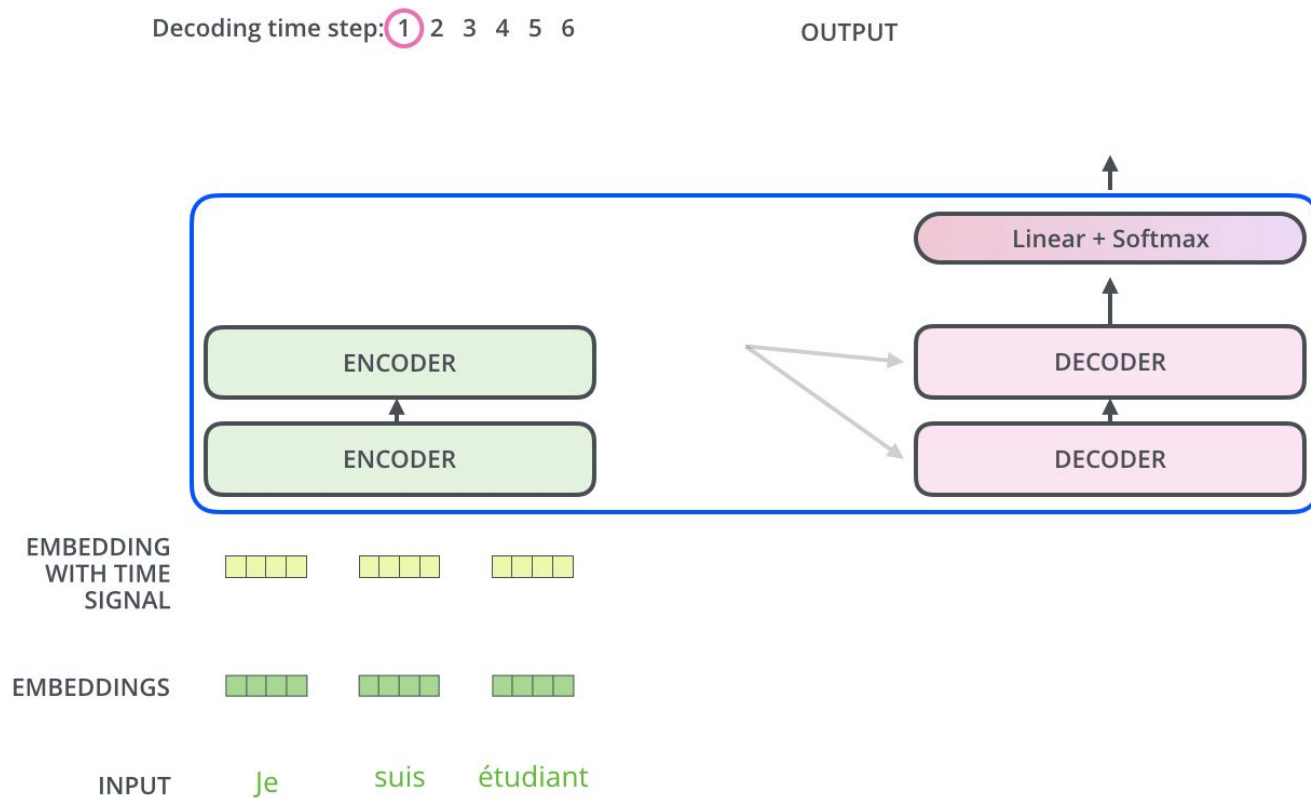 Decoding time step: 1 2 3 4 5 6
OUTPUT
Linear + Softmax
ENCODER
DECODER
ENCODER
DECODER
EMBEDDING
WITH TIME
SIGNAL
EMBEDDINGS
INPUT
Je suis étudiant